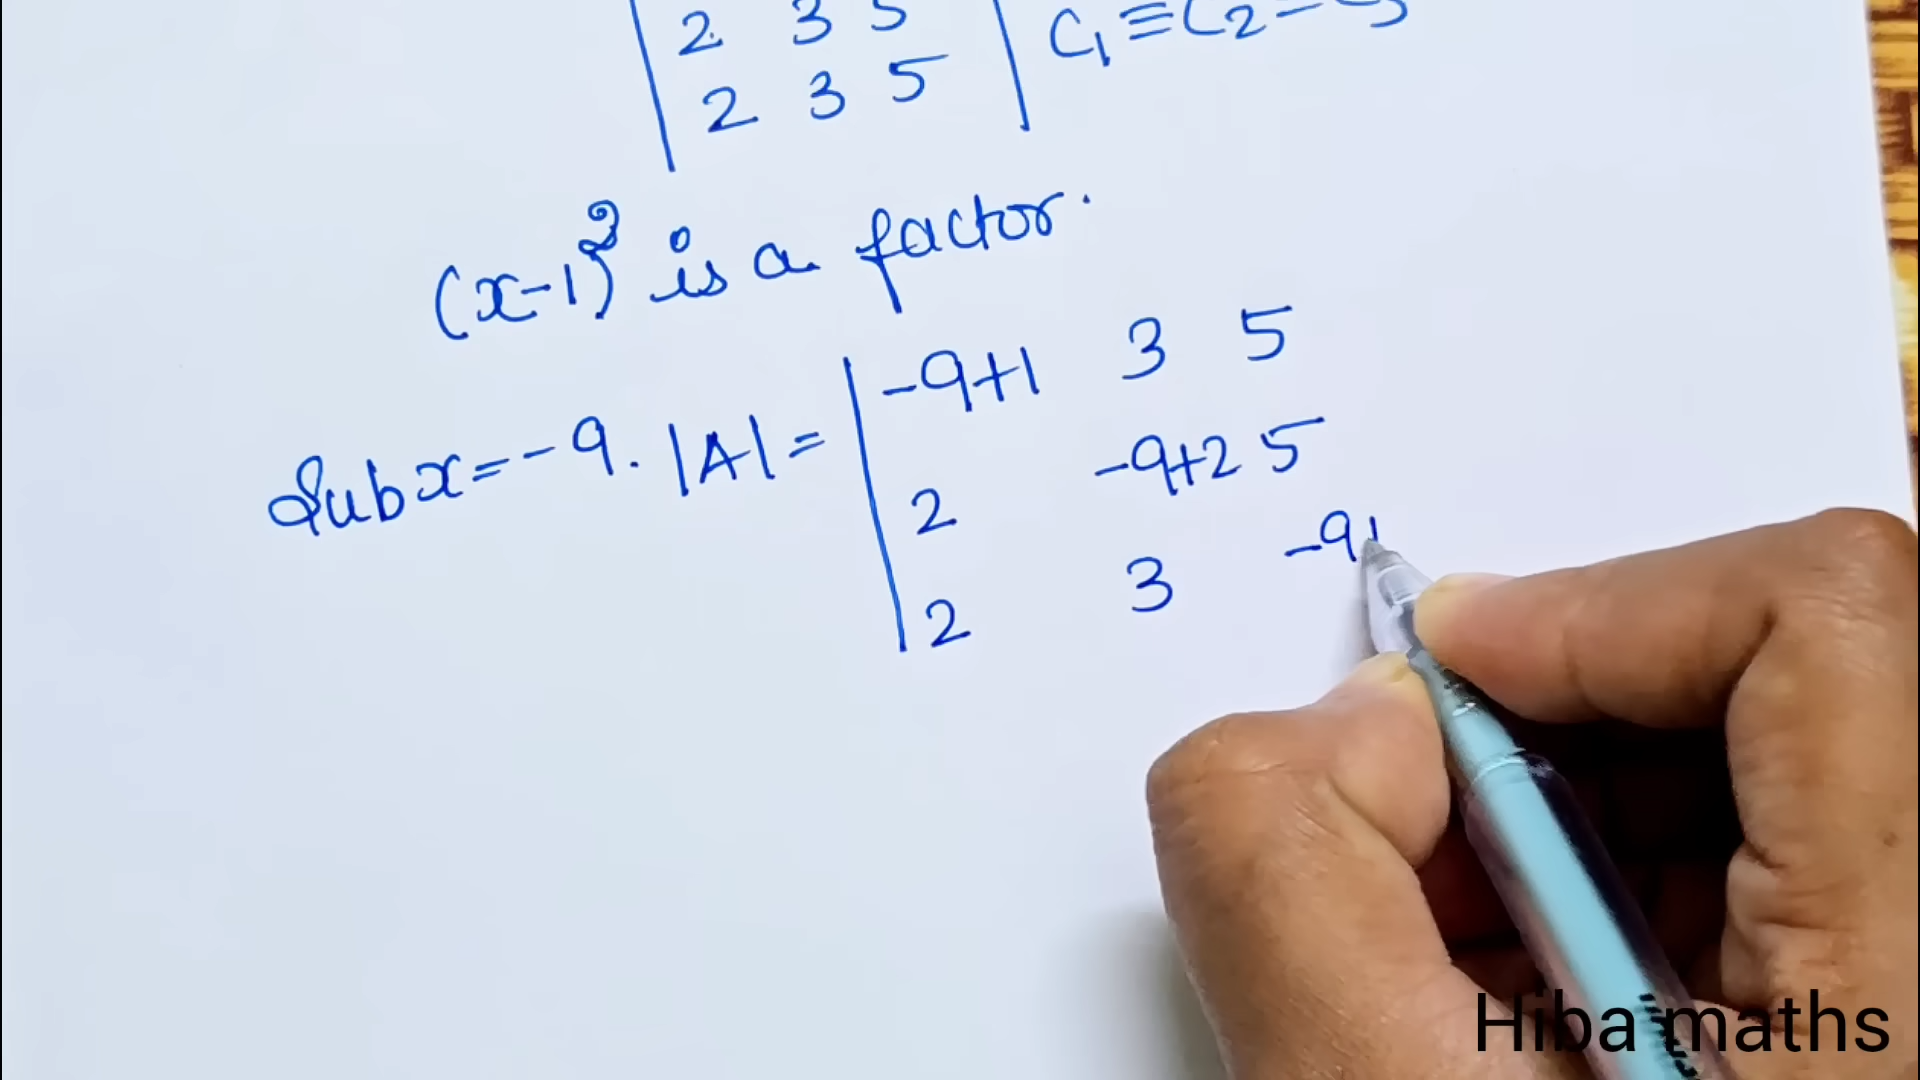 2 3 5
2 3 5 C₁≡C₂≡C₃
(x-1)² is a factor.
Sub x=-9. |A|= | -9+1 3 5
2 -9+2 5
2 3 -9+
Hiba maths